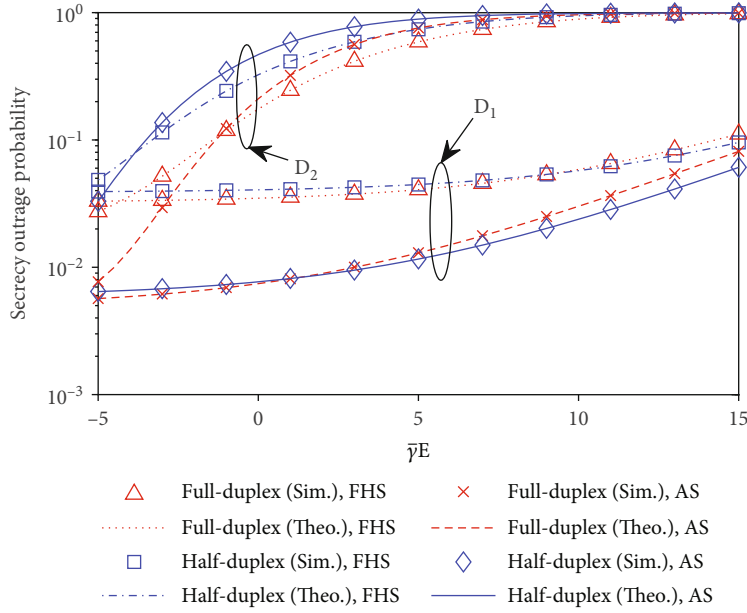 10⁰
10⁻¹
10⁻²
10⁻³
Secrecy outrage probability
D₁
D₂
−5 0 5 10 15
γ̄E
Full-duplex (Sim.), FHS Full-duplex (Sim.), AS
Full-duplex (Theo.), FHS Full-duplex (Theo.), AS
Half-duplex (Sim.), FHS Half-duplex (Sim.), AS
Half-duplex (Theo.), FHS Half-duplex (Theo.), AS